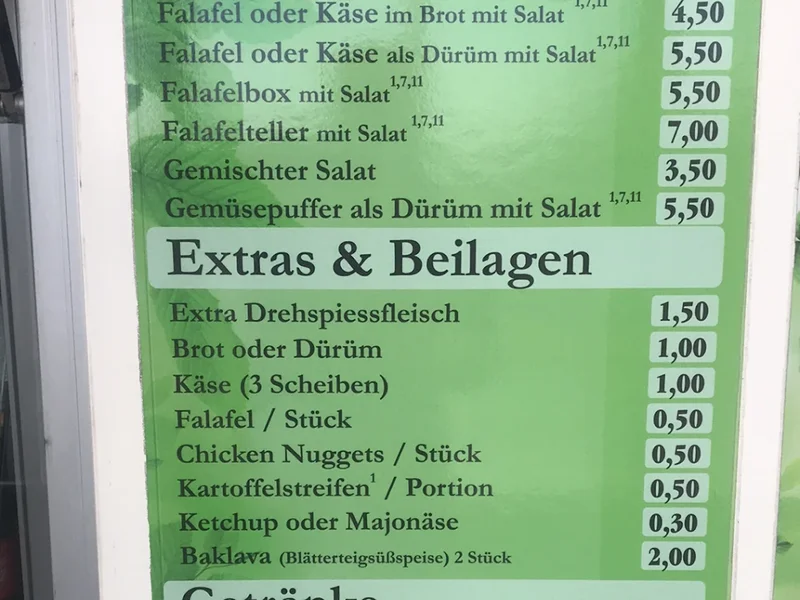 Falafel oder Käse im Brot mit Salat 1,7,11 4,50
Falafel oder Käse als Dürüm mit Salat 1,7,11 5,50
Falafelbox mit Salat 1,7,11 5,50
Falafelteller mit Salat 1,7,11 7,00
Gemischter Salat 3,50
Gemüsepuffer als Dürüm mit Salat 1,7,11 5,50
Extras & Beilagen
Extra Drehspiessfleisch 1,50
Brot oder Dürüm 1,00
Käse (3 Scheiben) 1,00
Falafel / Stück 0,50
Chicken Nuggets / Stück 0,50
Kartoffelstreifen1 / Portion 0,50
Ketchup oder Majonäse 0,30
Baklava (Blätterteigsüßspeise) 2 Stück 2,00
Getränke